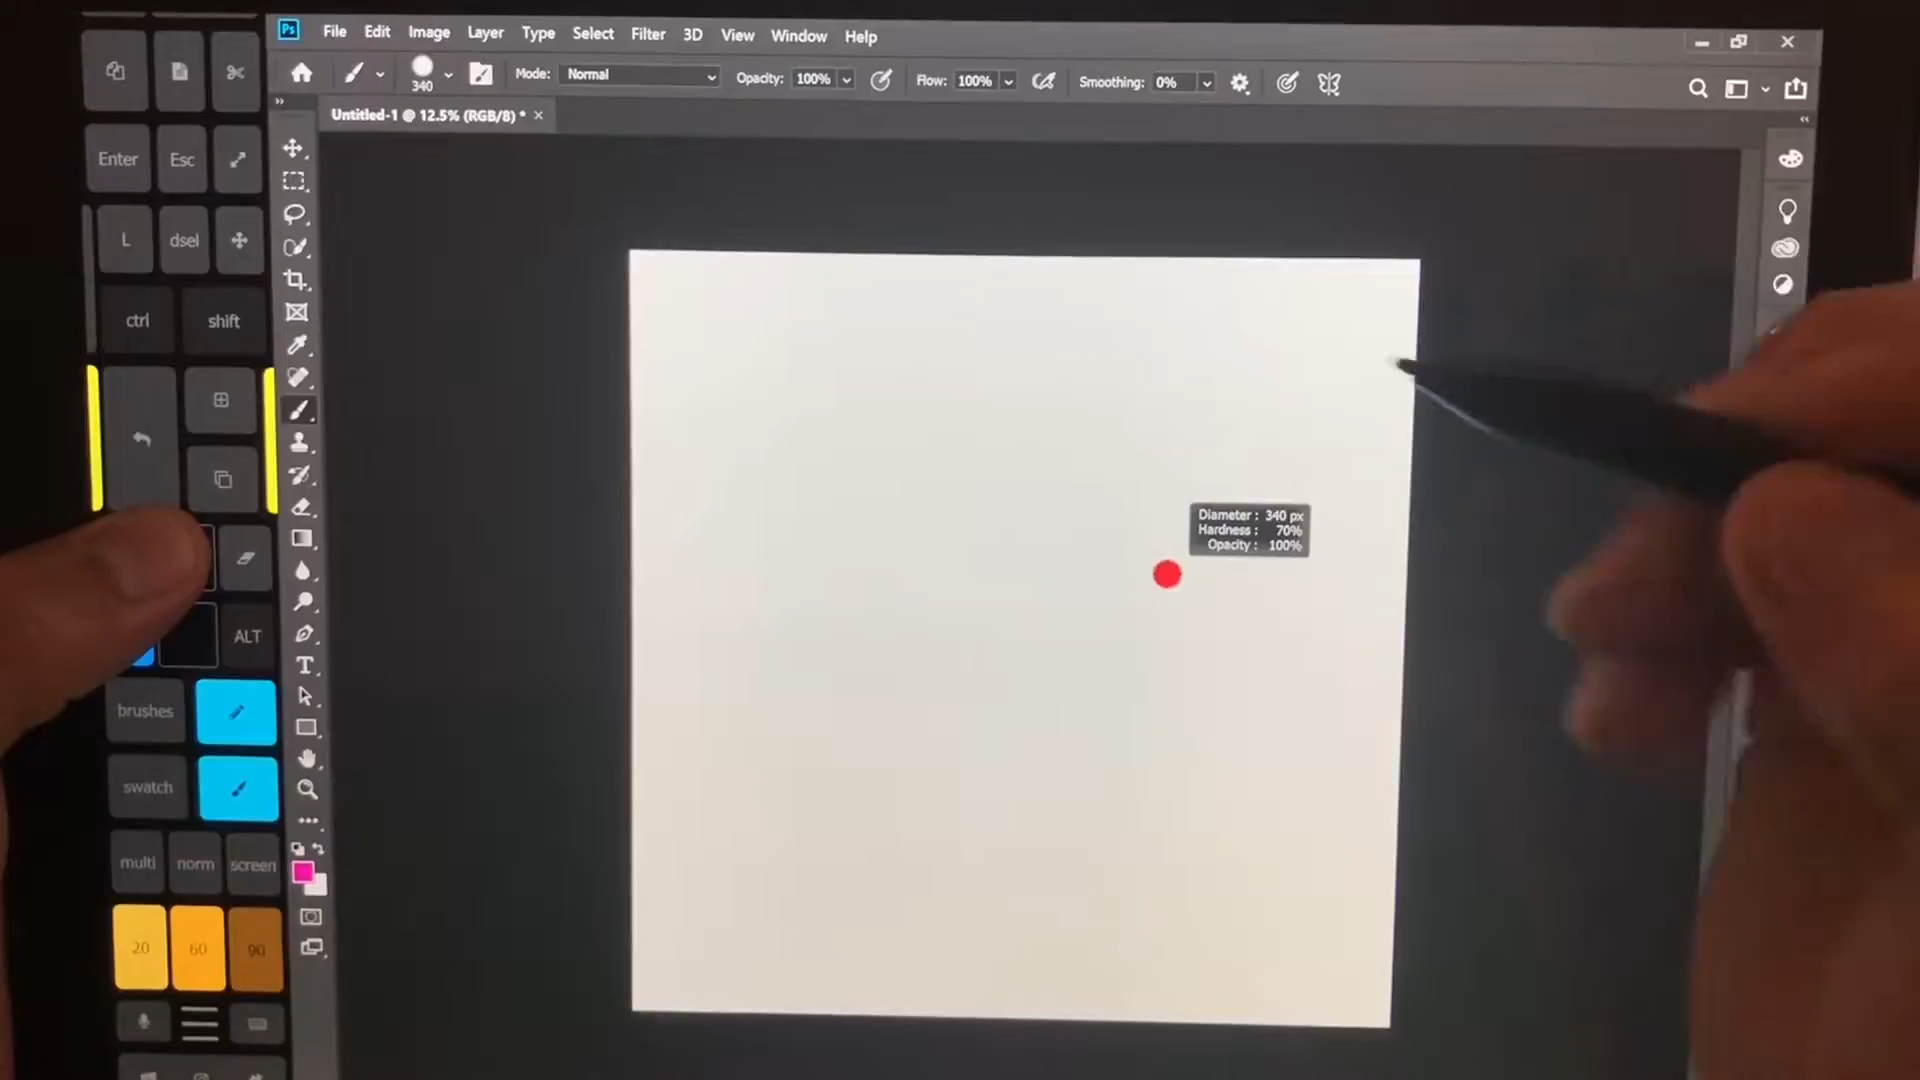 Ps File Edit Image Layer Type Select Filter 3D View Window Help
340 Mode: Normal Opacity: 100% Flow: 100% Smoothing: 0%
Untitled-1 @ 12.5% (RGB/8) *
Enter Esc
L dsel
ctrl shift
Diameter : 340 px
Hardness : 70%
Opacity : 100%
ALT
brushes
T
swatch
multi norm screen
20 60 90